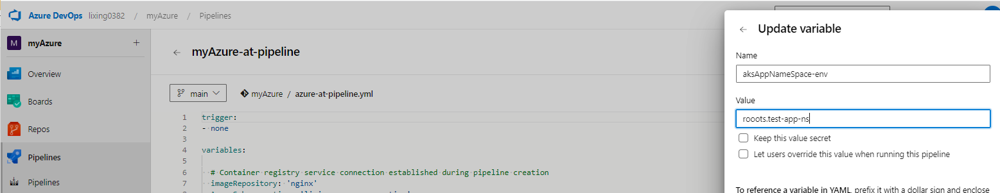 Azure DevOps lixing0382 / myAzure / Pipelines
M myAzure +
Overview
Boards
Repos
Pipelines
Pipelines
← myAzure-at-pipeline
main myAzure / azure-at-pipeline.yml
1 trigger:
2 - none
3
4 variables:
5
6 # Container registry service connection established during pipeline creation
7 imageRepository: 'nginx'
← Update variable
Name
aksAppNameSpace-env
Value
rooots.test-app-ns
Keep this value secret
Let users override this value when running this pipeline
To reference a variable in YAML, prefix it with a dollar sign and enclose